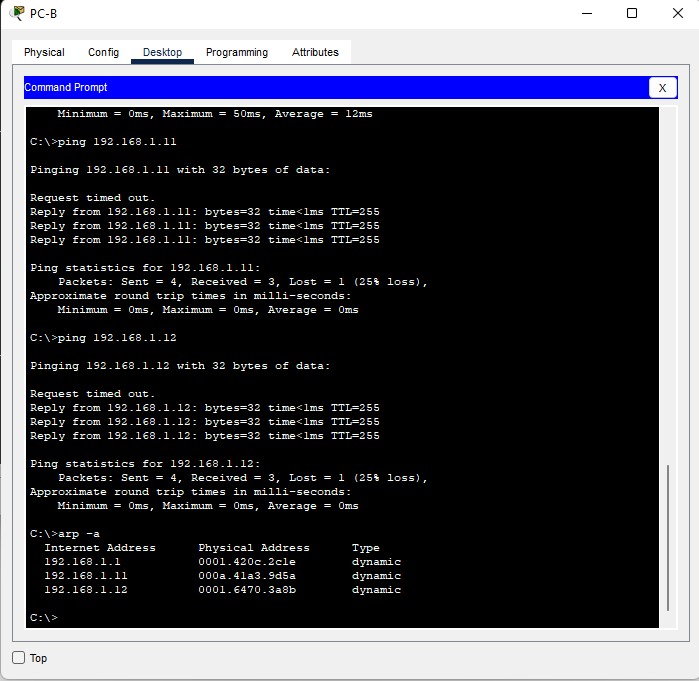 PC-B
Physical Config Desktop Programming Attributes
Command Prompt
X
Minimum = 0ms, Maximum = 50ms, Average = 12ms
C:\>ping 192.168.1.11
Pinging 192.168.1.11 with 32 bytes of data:
Request timed out.
Reply from 192.168.1.11: bytes=32 time<1ms TTL=255
Reply from 192.168.1.11: bytes=32 time<1ms TTL=255
Reply from 192.168.1.11: bytes=32 time<1ms TTL=255
Ping statistics for 192.168.1.11:
Packets: Sent = 4, Received = 3, Lost = 1 (25% loss),
Approximate round trip times in milli-seconds:
Minimum = 0ms, Maximum = 0ms, Average = 0ms
C:\>ping 192.168.1.12
Pinging 192.168.1.12 with 32 bytes of data:
Request timed out.
Reply from 192.168.1.12: bytes=32 time<1ms TTL=255
Reply from 192.168.1.12: bytes=32 time<1ms TTL=255
Reply from 192.168.1.12: bytes=32 time<1ms TTL=255
Ping statistics for 192.168.1.12:
Packets: Sent = 4, Received = 3, Lost = 1 (25% loss),
Approximate round trip times in milli-seconds:
Minimum = 0ms, Maximum = 0ms, Average = 0ms
C:\>arp -a
Internet Address Physical Address Type
192.168.1.1 0001.420c.2c1e dynamic
192.168.1.11 000a.41a3.9d5a dynamic
192.168.1.12 0001.6470.3a8b dynamic
C:\>
Top